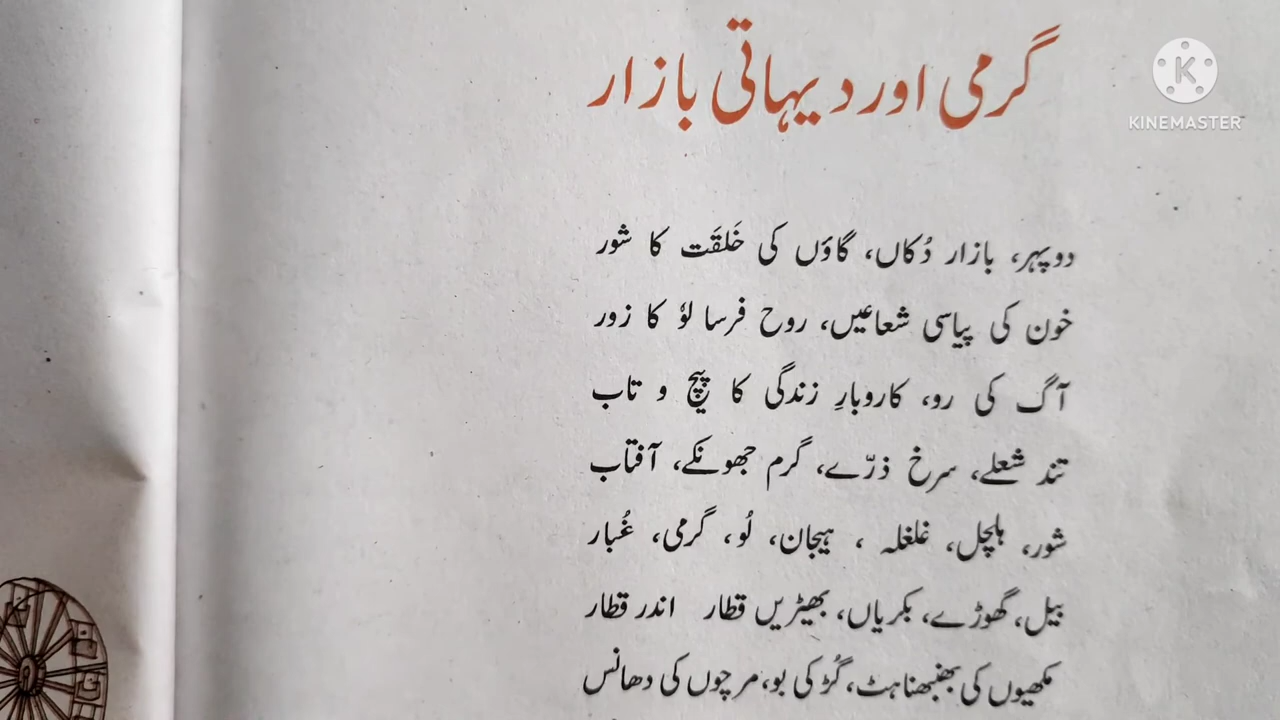 گرمی اور دیہاتی بازار
KINEMASTER
دوپہر، بازار دُکاں، گاؤں کی خَلقَت کا شور
خون کی پیاسی شعاعیں، روح فرسا لوٗ کا زور
آگ کی رو، کاروبارِ زندگی کا پیچ و تاب
تند شعلے، سرخ ذرّے، گرم جھونکے، آفتاب
شور، ہلچل، غلغلہ ، ہیجان، لُو، گرمی، غُبار
بیل، گھوڑے، بکریاں، بھیڑیں قطار اندر قطار
مکھیوں کی بھنبھناہٹ، گُڑ کی بو، مرچوں کی دھانس